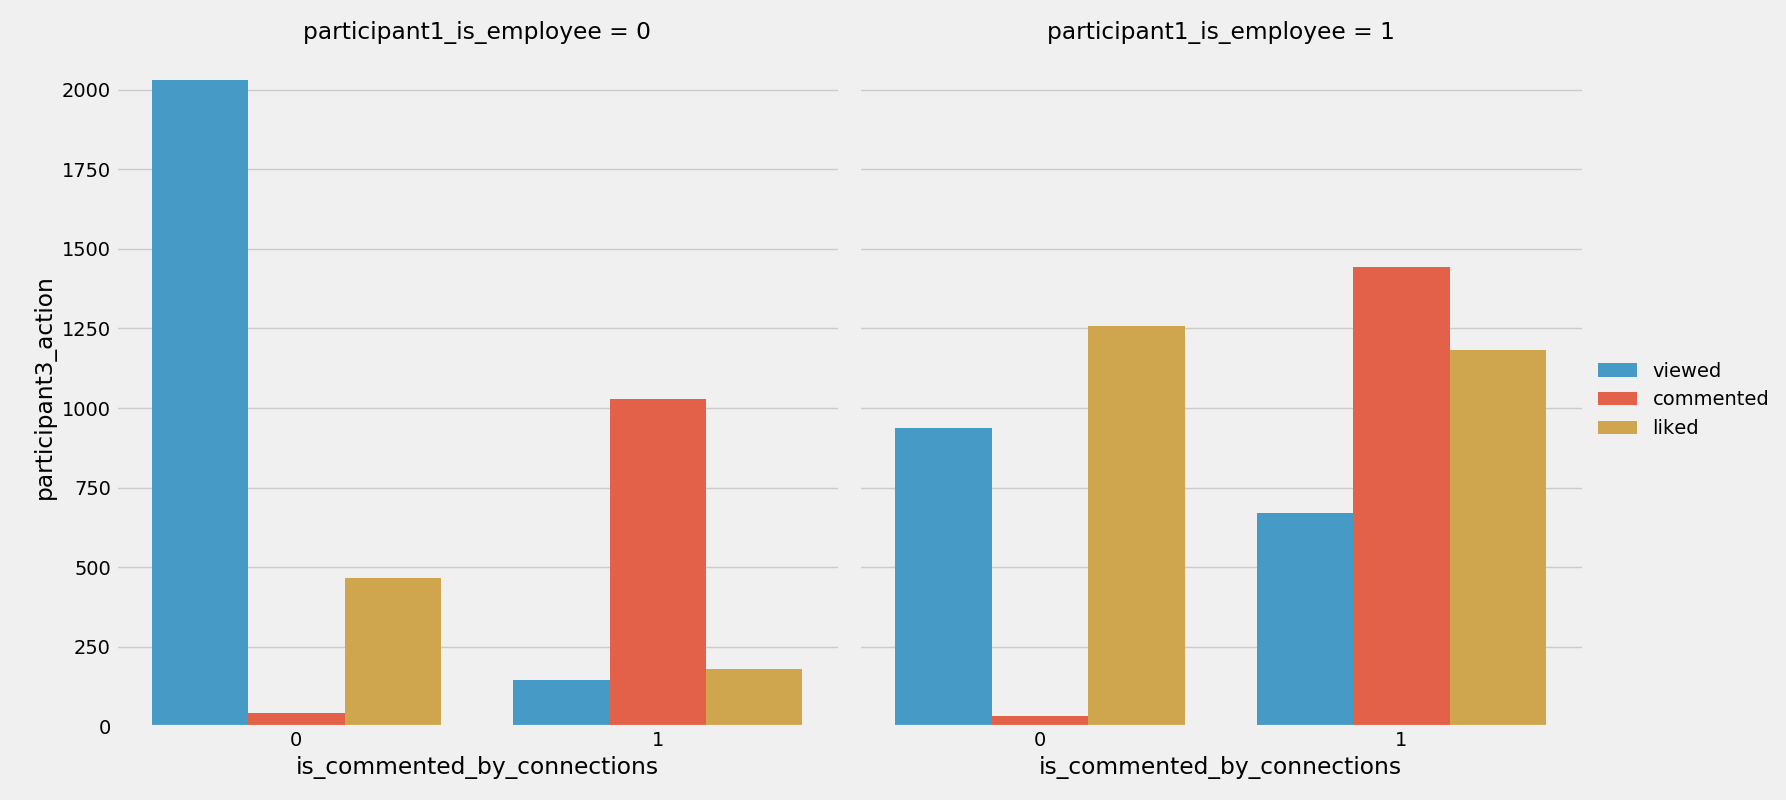 participant1_is_employee = 0
participant1_is_employee = 1
participant3_action
2000
1750
1500
1250
1000
750
500
250
0
0 1
0 1
is_commented_by_connections
is_commented_by_connections
viewed
commented
liked